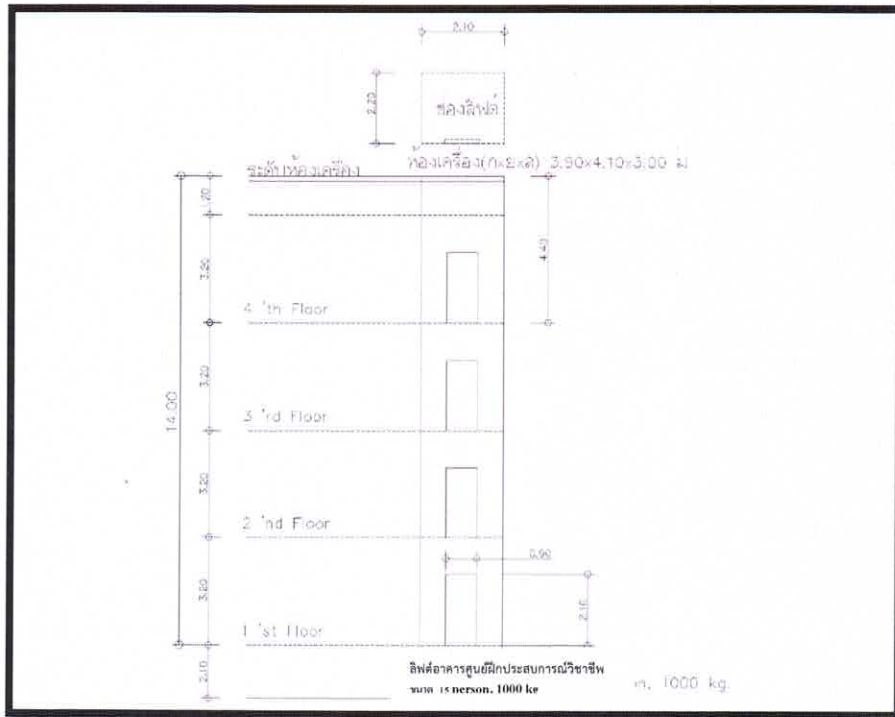 2.10
2.20
ช่องลิฟต์
ระดับห้องเครื่อง
ห้องเครื่อง(กxยxส) 3.90x4.10x3.00 ม
1.20
3.20
4.40
4 'th Floor
3.20
14.00
3 'rd Floor
3.20
2 'nd Floor
0.90
3.20
2.10
1 'st Floor
2.10
ลิฟต์อาคารศูนย์ฝึกประสบการณ์วิชาชีพ
ขนาด 15 person, 1000 kg
1000 kg.